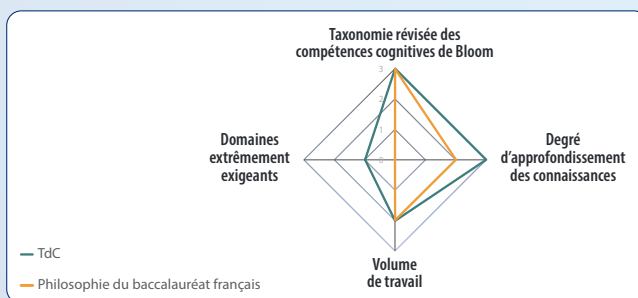 Taxonomie révisée des
compétences cognitives de Bloom
3
2
1
0
Domaines
extrêmement
exigeants
Degré
d'approfondissement
des connaissances
Volume
de travail
TdC
Philosophie du baccalauréat français